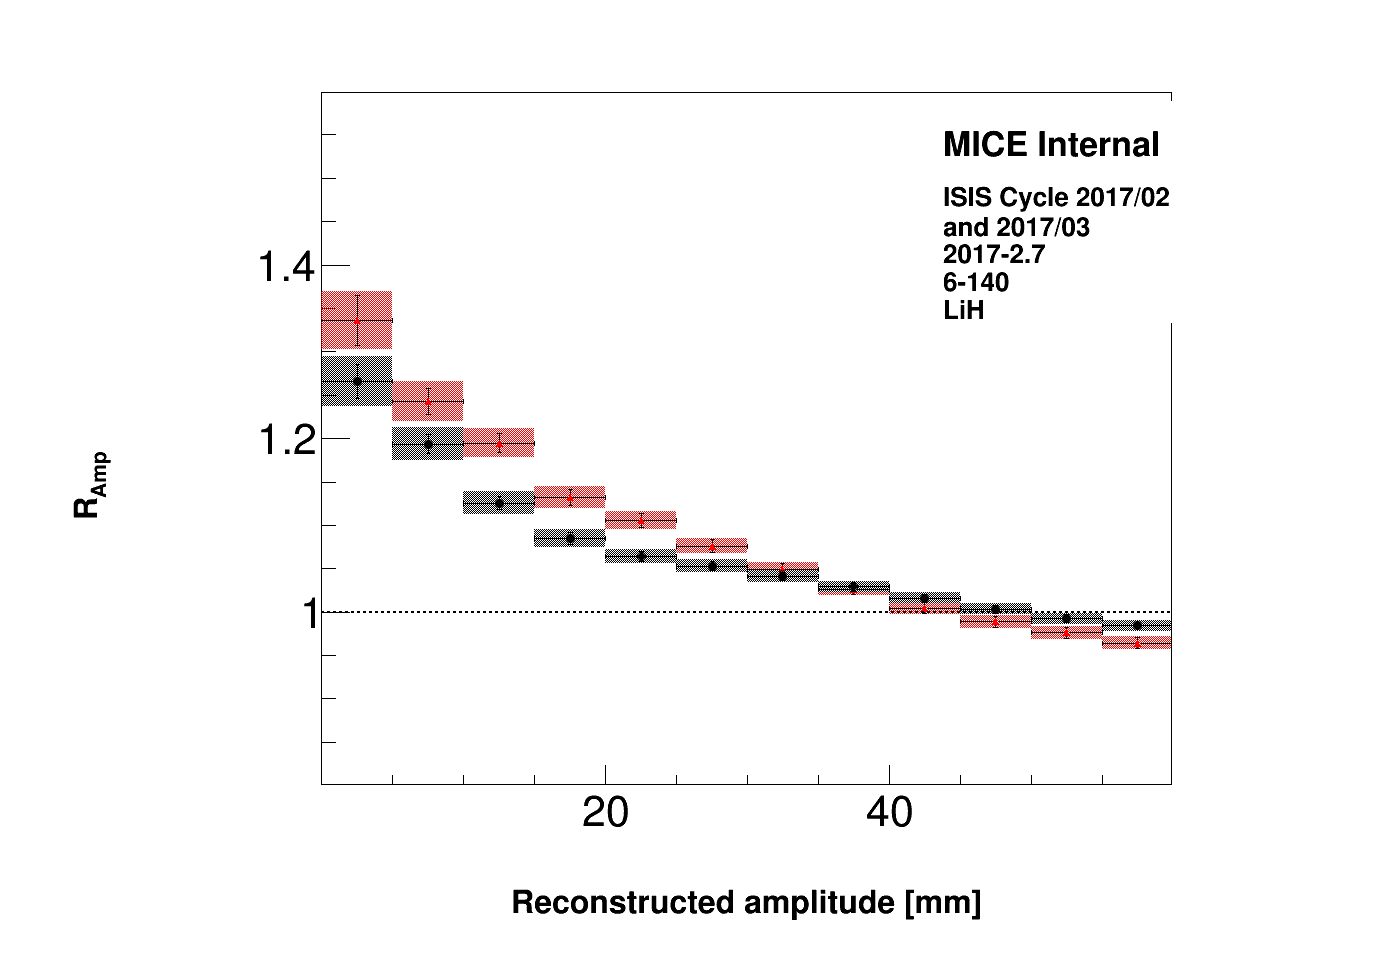 MICE Internal
ISIS Cycle 2017/02
and 2017/03
2017-2.7
6-140
LiH
1.4
1.2
1
R_Amp
20 40
Reconstructed amplitude [mm]